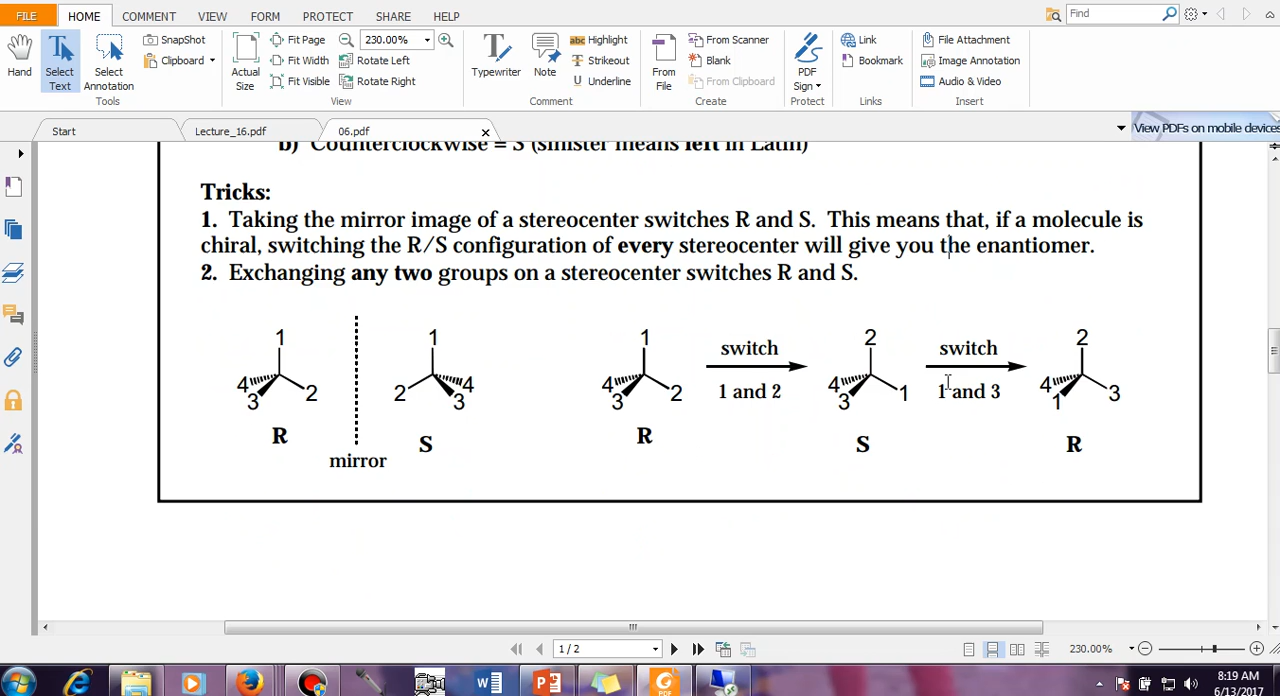 FILE HOME COMMENT VIEW FORM PROTECT SHARE HELP Find
Hand
Select Text
Select Annotation
Tools
SnapShot
Clipboard
Actual Size
Fit Page
Fit Width
Fit Visible
230.00%
Rotate Left
Rotate Right
View
Typewriter
Note
Highlight
Strikeout
Underline
Comment
From File
From Scanner
Blank
From Clipboard
Create
PDF Sign
Protect
Link
Bookmark
Links
File Attachment
Image Annotation
Audio & Video
Insert
Start Lecture_16.pdf 06.pdf View PDFs on mobile devices
b) Counterclockwise = S (sinister means left in Latin)
Tricks:
1. Taking the mirror image of a stereocenter switches R and S. This means that, if a molecule is
chiral, switching the R/S configuration of every stereocenter will give you the enantiomer.
2. Exchanging any two groups on a stereocenter switches R and S.
1 1 1 switch 2 switch 2
4 3 2 2 4 3 4 3 2 1 and 2 4 3 1 1 and 3 4 1 3
R S R S R
mirror
1 / 2 230.00%
W P PDF
8:19 AM
6/13/2017